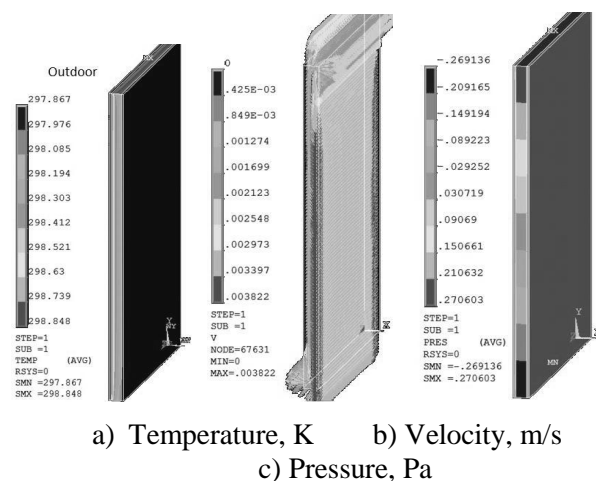 Outdoor
297.867
297.976
298.085
298.194
298.303
298.412
298.521
298.63
298.739
298.848
STEP=1
SUB =1
TEMP (AVG)
RSYS=0
SMN =297.867
SMX =298.848
MX
Y
0
.425E-03
.849E-03
.001274
.001699
.002123
.002548
.002973
.003397
.003822
STEP=1
SUB =1
V
NODE=67631
MIN=0
MAX=.003822
-.269136
-.209165
-.149194
-.089223
-.029252
.030719
.09069
.150661
.210632
.270603
STEP=1
SUB =1
PRES (AVG)
RSYS=0
SMN =-.269136
SMX =.270603
MX
Y
MN
a) Temperature, K b) Velocity, m/s
c) Pressure, Pa